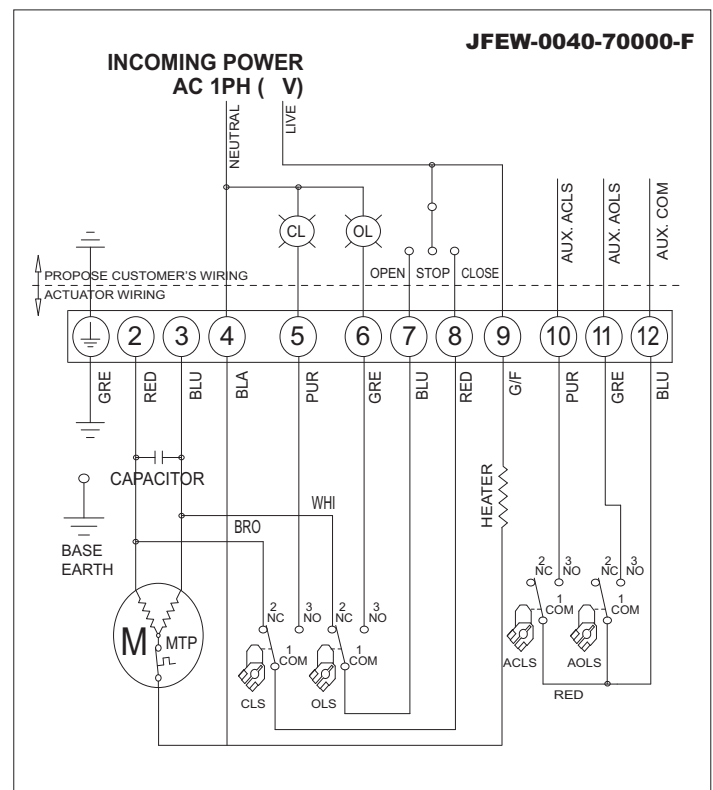 JFEW-0040-70000-F
INCOMING POWER
AC 1PH (   V)
NEUTRAL
LIVE
CL
OL
OPEN STOP CLOSE
AUX. ACLS
AUX. AOLS
AUX. COM
PROPOSE CUSTOMER'S WIRING
ACTUATOR WIRING
2 3 4 5 6 7 8 9 10 11 12
GRE RED BLU BLA PUR GRE BLU RED G/F PUR GRE BLU
CAPACITOR
HEATER
WHI
BRO
BASE
EARTH
M MTP
2 NC
3 NO
1 COM
CLS
2 NC
3 NO
1 COM
OLS
2 NC
3 NO
1 COM
ACLS
2 NC
3 NO
1 COM
AOLS
RED